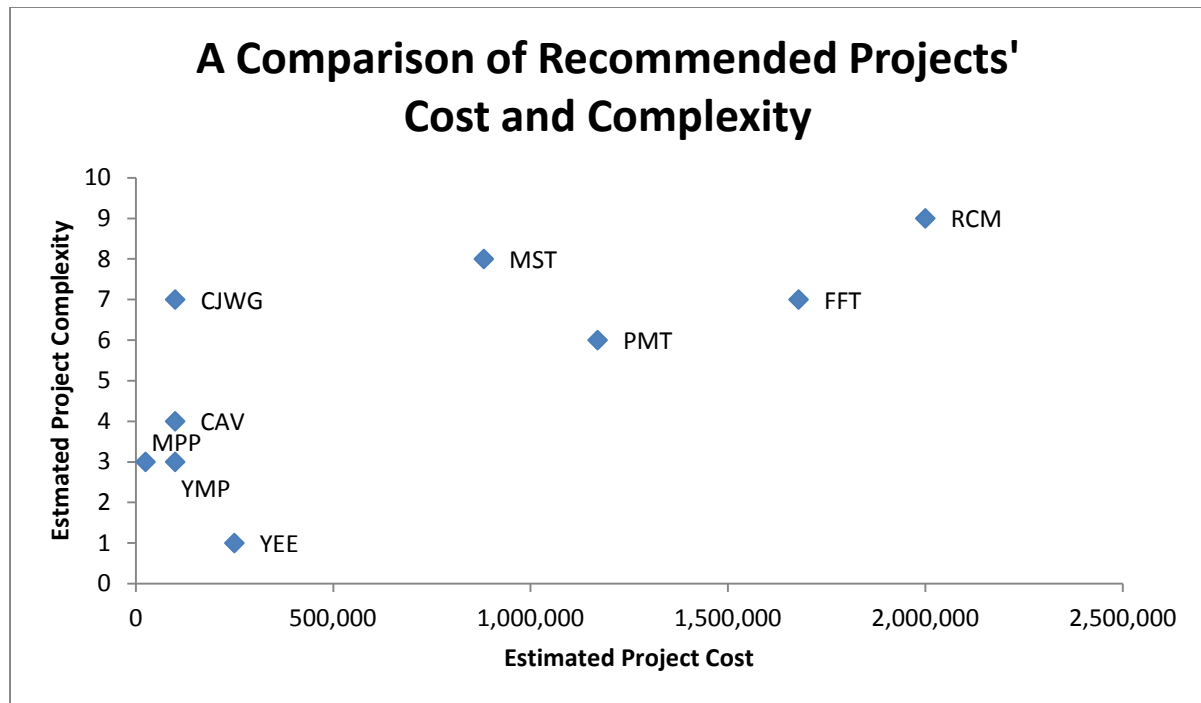 A Comparison of Recommended Projects'
Cost and Complexity
Estmated Project Complexity
10
9
8
7
6
5
4
3
2
1
0
RCM
MST
CJWG
FFT
PMT
CAV
MPP
YMP
YEE
0
500,000
1,000,000
1,500,000
2,000,000
2,500,000
Estimated Project Cost